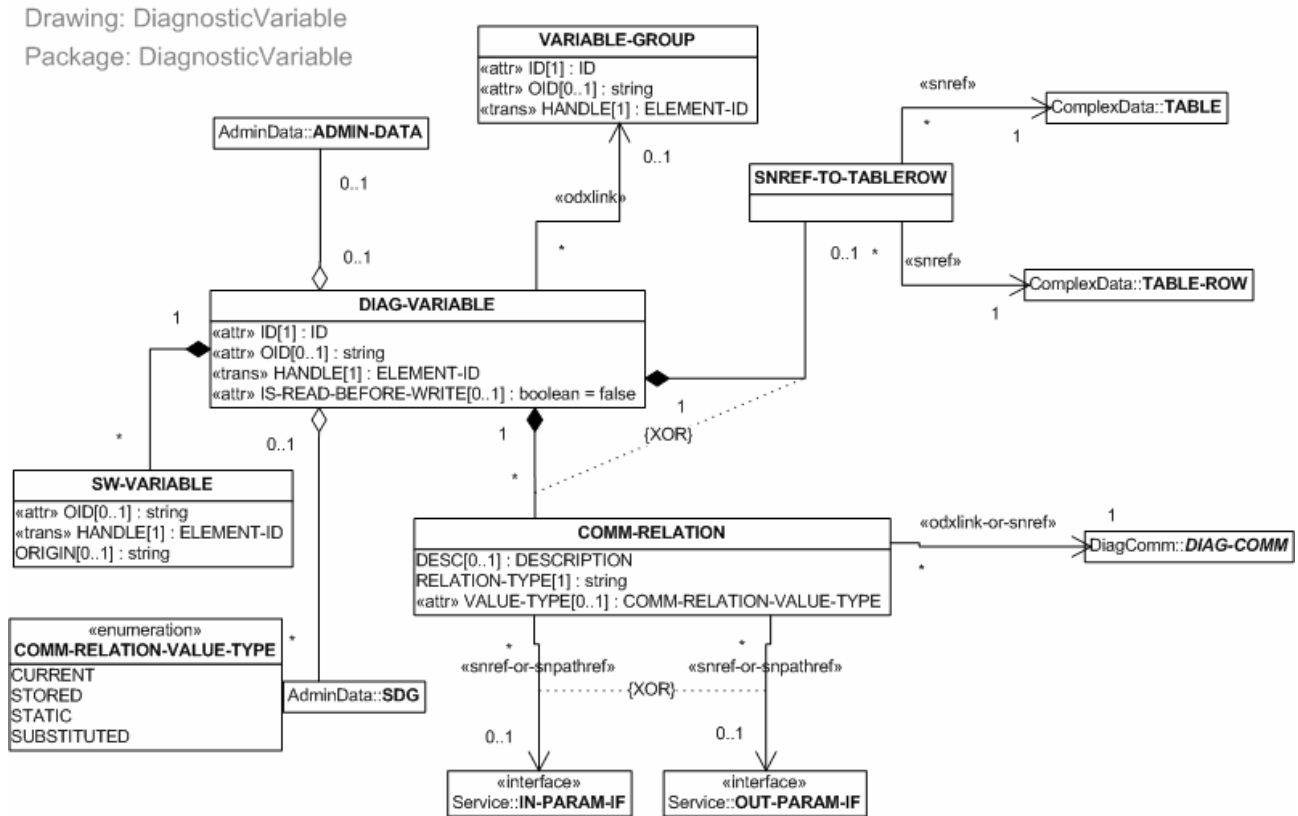 Drawing: DiagnosticVariable
Package: DiagnosticVariable
VARIABLE-GROUP
«attr» ID[1] : ID
«attr» OID[0..1] : string
«trans» HANDLE[1] : ELEMENT-ID
«snref»
ComplexData::TABLE
*
1
AdminData::ADMIN-DATA
0..1
0..1
SNREF-TO-TABLEROW
«odxlink»
*
0..1
0..1 *
«snref»
ComplexData::TABLE-ROW
1
DIAG-VARIABLE
«attr» ID[1] : ID
«attr» OID[0..1] : string
«trans» HANDLE[1] : ELEMENT-ID
«attr» IS-READ-BEFORE-WRITE[0..1] : boolean = false
1
1
{XOR}
*
0..1
1
*
SW-VARIABLE
«attr» OID[0..1] : string
«trans» HANDLE[1] : ELEMENT-ID
ORIGIN[0..1] : string
COMM-RELATION
DESC[0..1] : DESCRIPTION
RELATION-TYPE[1] : string
«attr» VALUE-TYPE[0..1] : COMM-RELATION-VALUE-TYPE
«odxlink-or-snref»
1
*
DiagComm::DIAG-COMM
«enumeration»
COMM-RELATION-VALUE-TYPE
CURRENT
STORED
STATIC
SUBSTITUTED
*
AdminData::SDG
*
*
«snref-or-snpathref»
«snref-or-snpathref»
{XOR}
0..1
0..1
«interface»
Service::IN-PARAM-IF
«interface»
Service::OUT-PARAM-IF